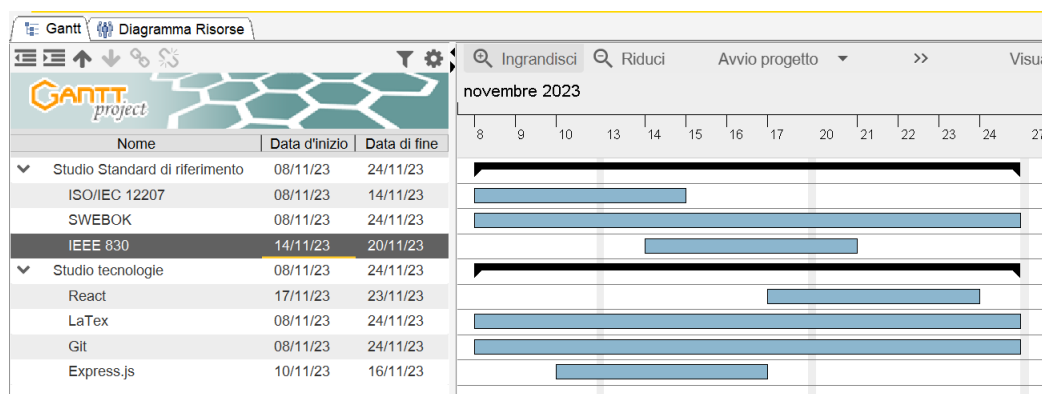 Gantt Diagramma Risorse
Ingrandisci Riduci Avvio progetto >> Visua
GANTT project
novembre 2023
8 9 10 13 14 15 16 17 20 21 22 23 24 27
Nome Data d'inizio Data di fine
Studio Standard di riferimento 08/11/23 24/11/23
ISO/IEC 12207 08/11/23 14/11/23
SWEBOK 08/11/23 24/11/23
IEEE 830 14/11/23 20/11/23
Studio tecnologie 08/11/23 24/11/23
React 17/11/23 23/11/23
LaTex 08/11/23 24/11/23
Git 08/11/23 24/11/23
Express.js 10/11/23 16/11/23